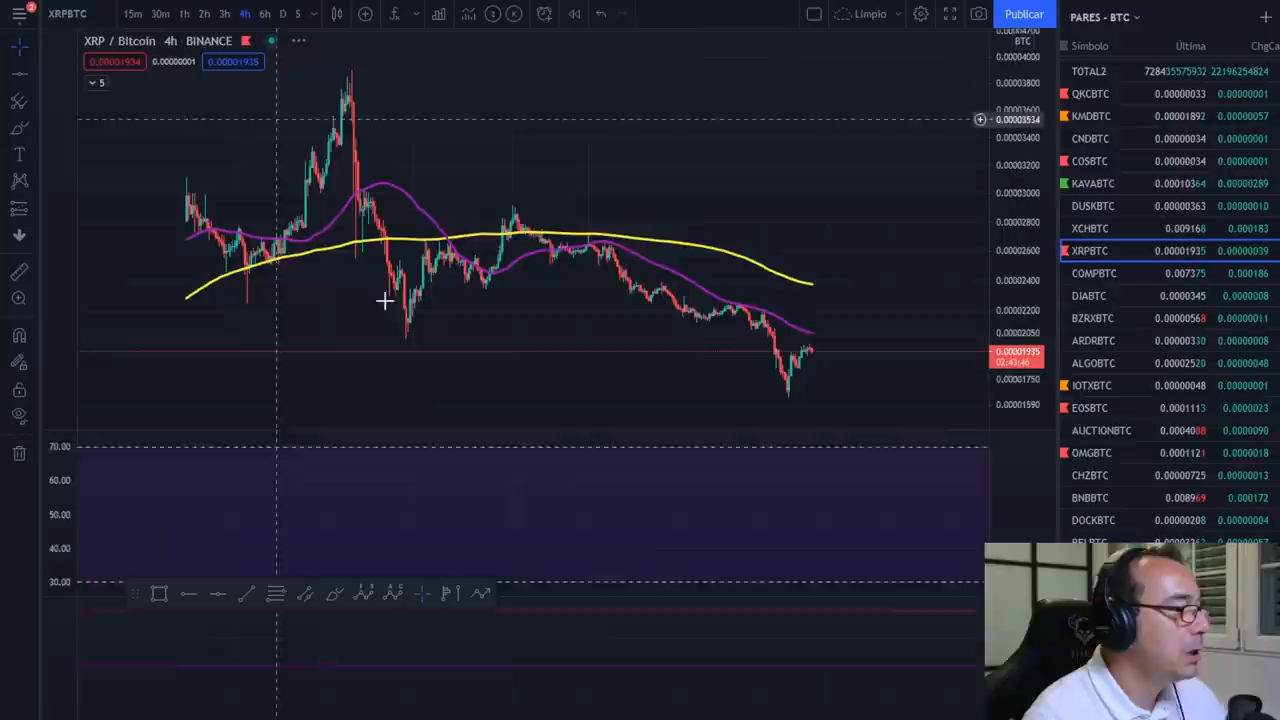 2
XRPBTC
15m 30m 1h 2h 3h 4h 6h D S
Limpio
Publicar
PARES - BTC
XRP / Bitcoin 4h BINANCE
BTC
0.00001934 0.00000001 0.00001935
5
Símbolo Última Chg
TOTAL2 72843557593 22196254824
QKCBTC 0.00000033 0.00000001
KMDBTC 0.00001892 0.00000057
CNDBTC 0.00000034 0.00000001
COSBTC 0.00000034 0.00000001
KAVABTC 0.00010364 0.00000289
DUSKBTC 0.00000363 0.00000010
XCHBTC 0.009168 0.000183
XRPBTC 0.00001935 0.00000039
COMPBTC 0.007375 0.000186
DIABTC 0.0000345 0.0000008
BZRXBTC 0.00000568 0.00000011
ARDRBTC 0.00000330 0.00000008
ALGOBTC 0.00002520 0.00000048
IOTXBTC 0.00000048 0.00000001
EOSBTC 0.0001113 0.0000023
AUCTIONBTC 0.0004088 0.0000090
OMGBTC 0.0001121 0.0000018
CHZBTC 0.00000725 0.00000013
BNBBTC 0.008969 0.000172
DOCKBTC 0.00000208 0.00000004
0.00004000
0.00003800
0.00003600
0.00003534
0.00003400
0.00003200
0.00003000
0.00002800
0.00002600
0.00002400
0.00002200
0.00002050
0.00001935
02:43:46
0.00001750
0.00001590
70.00
60.00
50.00
40.00
30.00